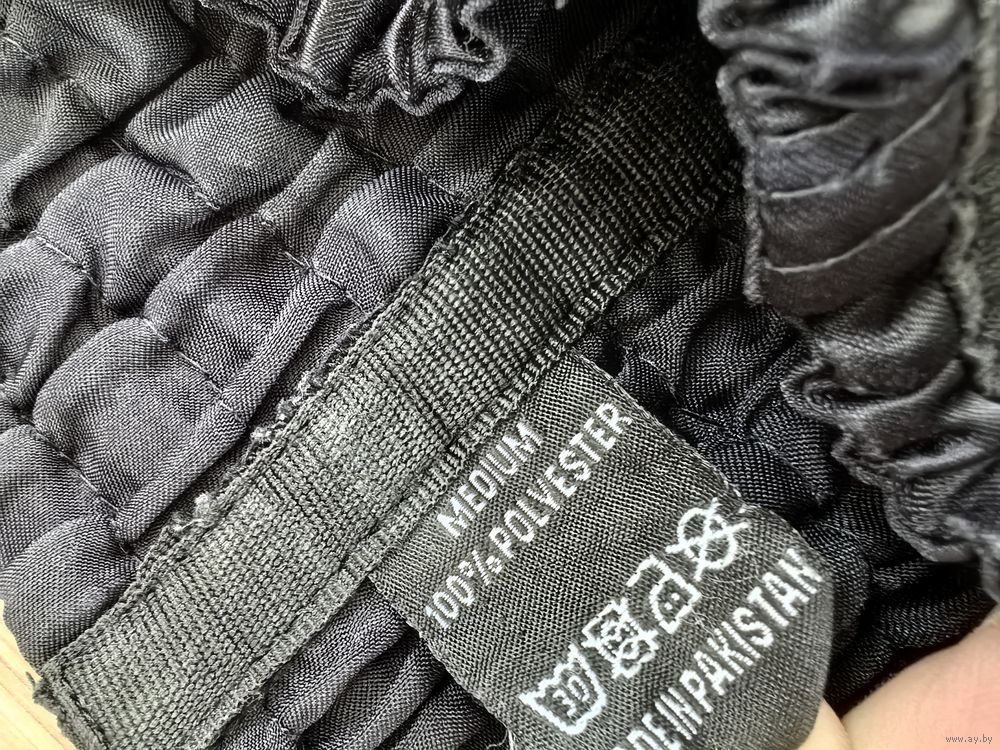 MEDIUM
100% POLYESTER
30
DE IN PAKISTAN
www.ay.by